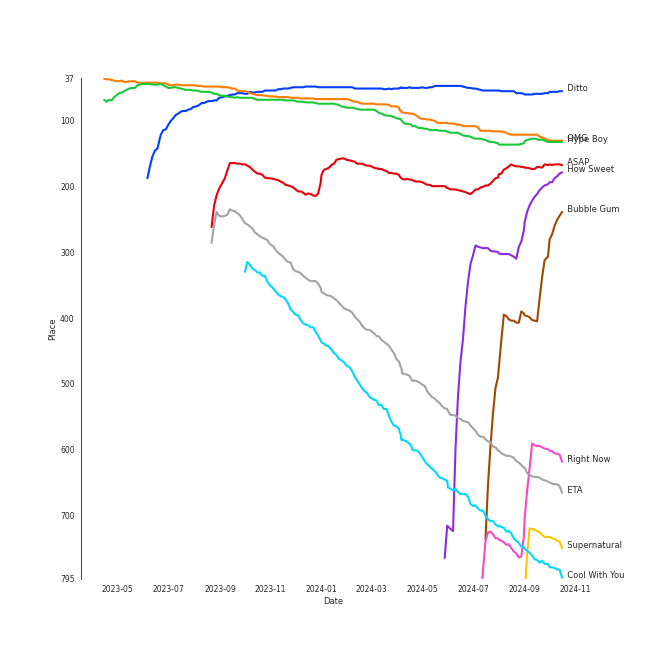 37
100
200
300
400
500
600
700
795
Place
2023-05
2023-07
2023-09
2023-11
2024-01
2024-03
2024-05
2024-07
2024-09
2024-11
Date
Ditto
OMG
Hype Boy
ASAP
How Sweet
Bubble Gum
Right Now
ETA
Supernatural
Cool With You